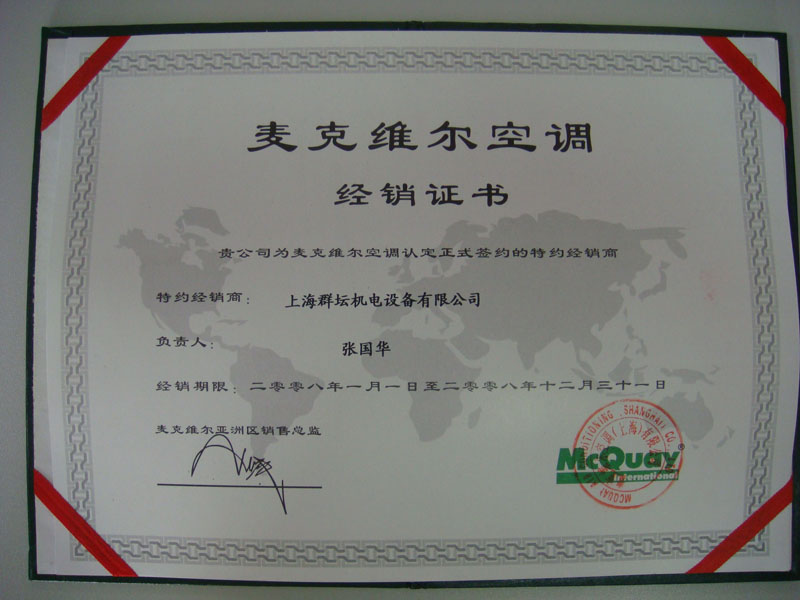 麦克维尔空调
经销证书
贵公司为麦克维尔空调认定正式签约的特约经销商
特约经销商： 上海群坛机电设备有限公司
负责人： 张国华
经销期限：二零零八年一月一日至二零零八年十二月三十一日
麦克维尔亚洲区销售总监
McQuay®
International